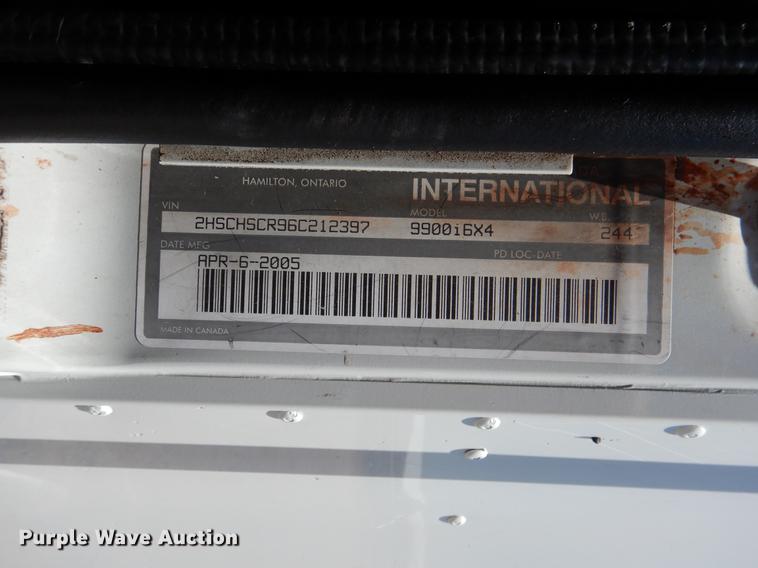 HAMILTON, ONTARIO INTERNATIONAL
VIN MODEL W.B.
2HSCHSCR96C212397 9900i6X4 244
DATE MFG PD LOC-DATE
APR-6-2005
MADE IN CANADA
Purple Wave Auction